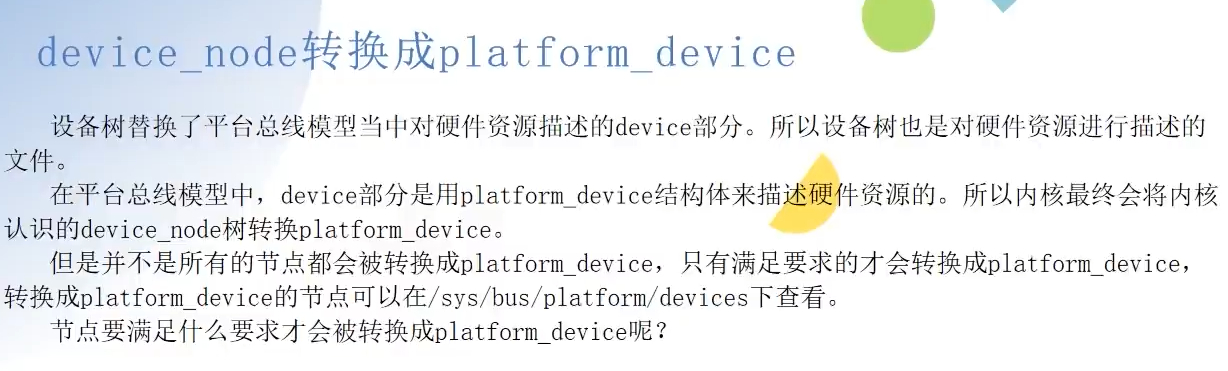 device_node转换成platform_device
设备树替换了平台总线模型当中对硬件资源描述的device部分。所以设备树也是对硬件资源进行描述的
文件。
在平台总线模型中，device部分是用platform_device结构体来描述硬件资源的。所以内核最终会将内核
认识的device_node树转换platform_device。
但是并不是所有的节点都会被转换成platform_device，只有满足要求的才会转换成platform_device，
转换成platform_device的节点可以在/sys/bus/platform/devices下查看。
节点要满足什么要求才会被转换成platform_device呢？